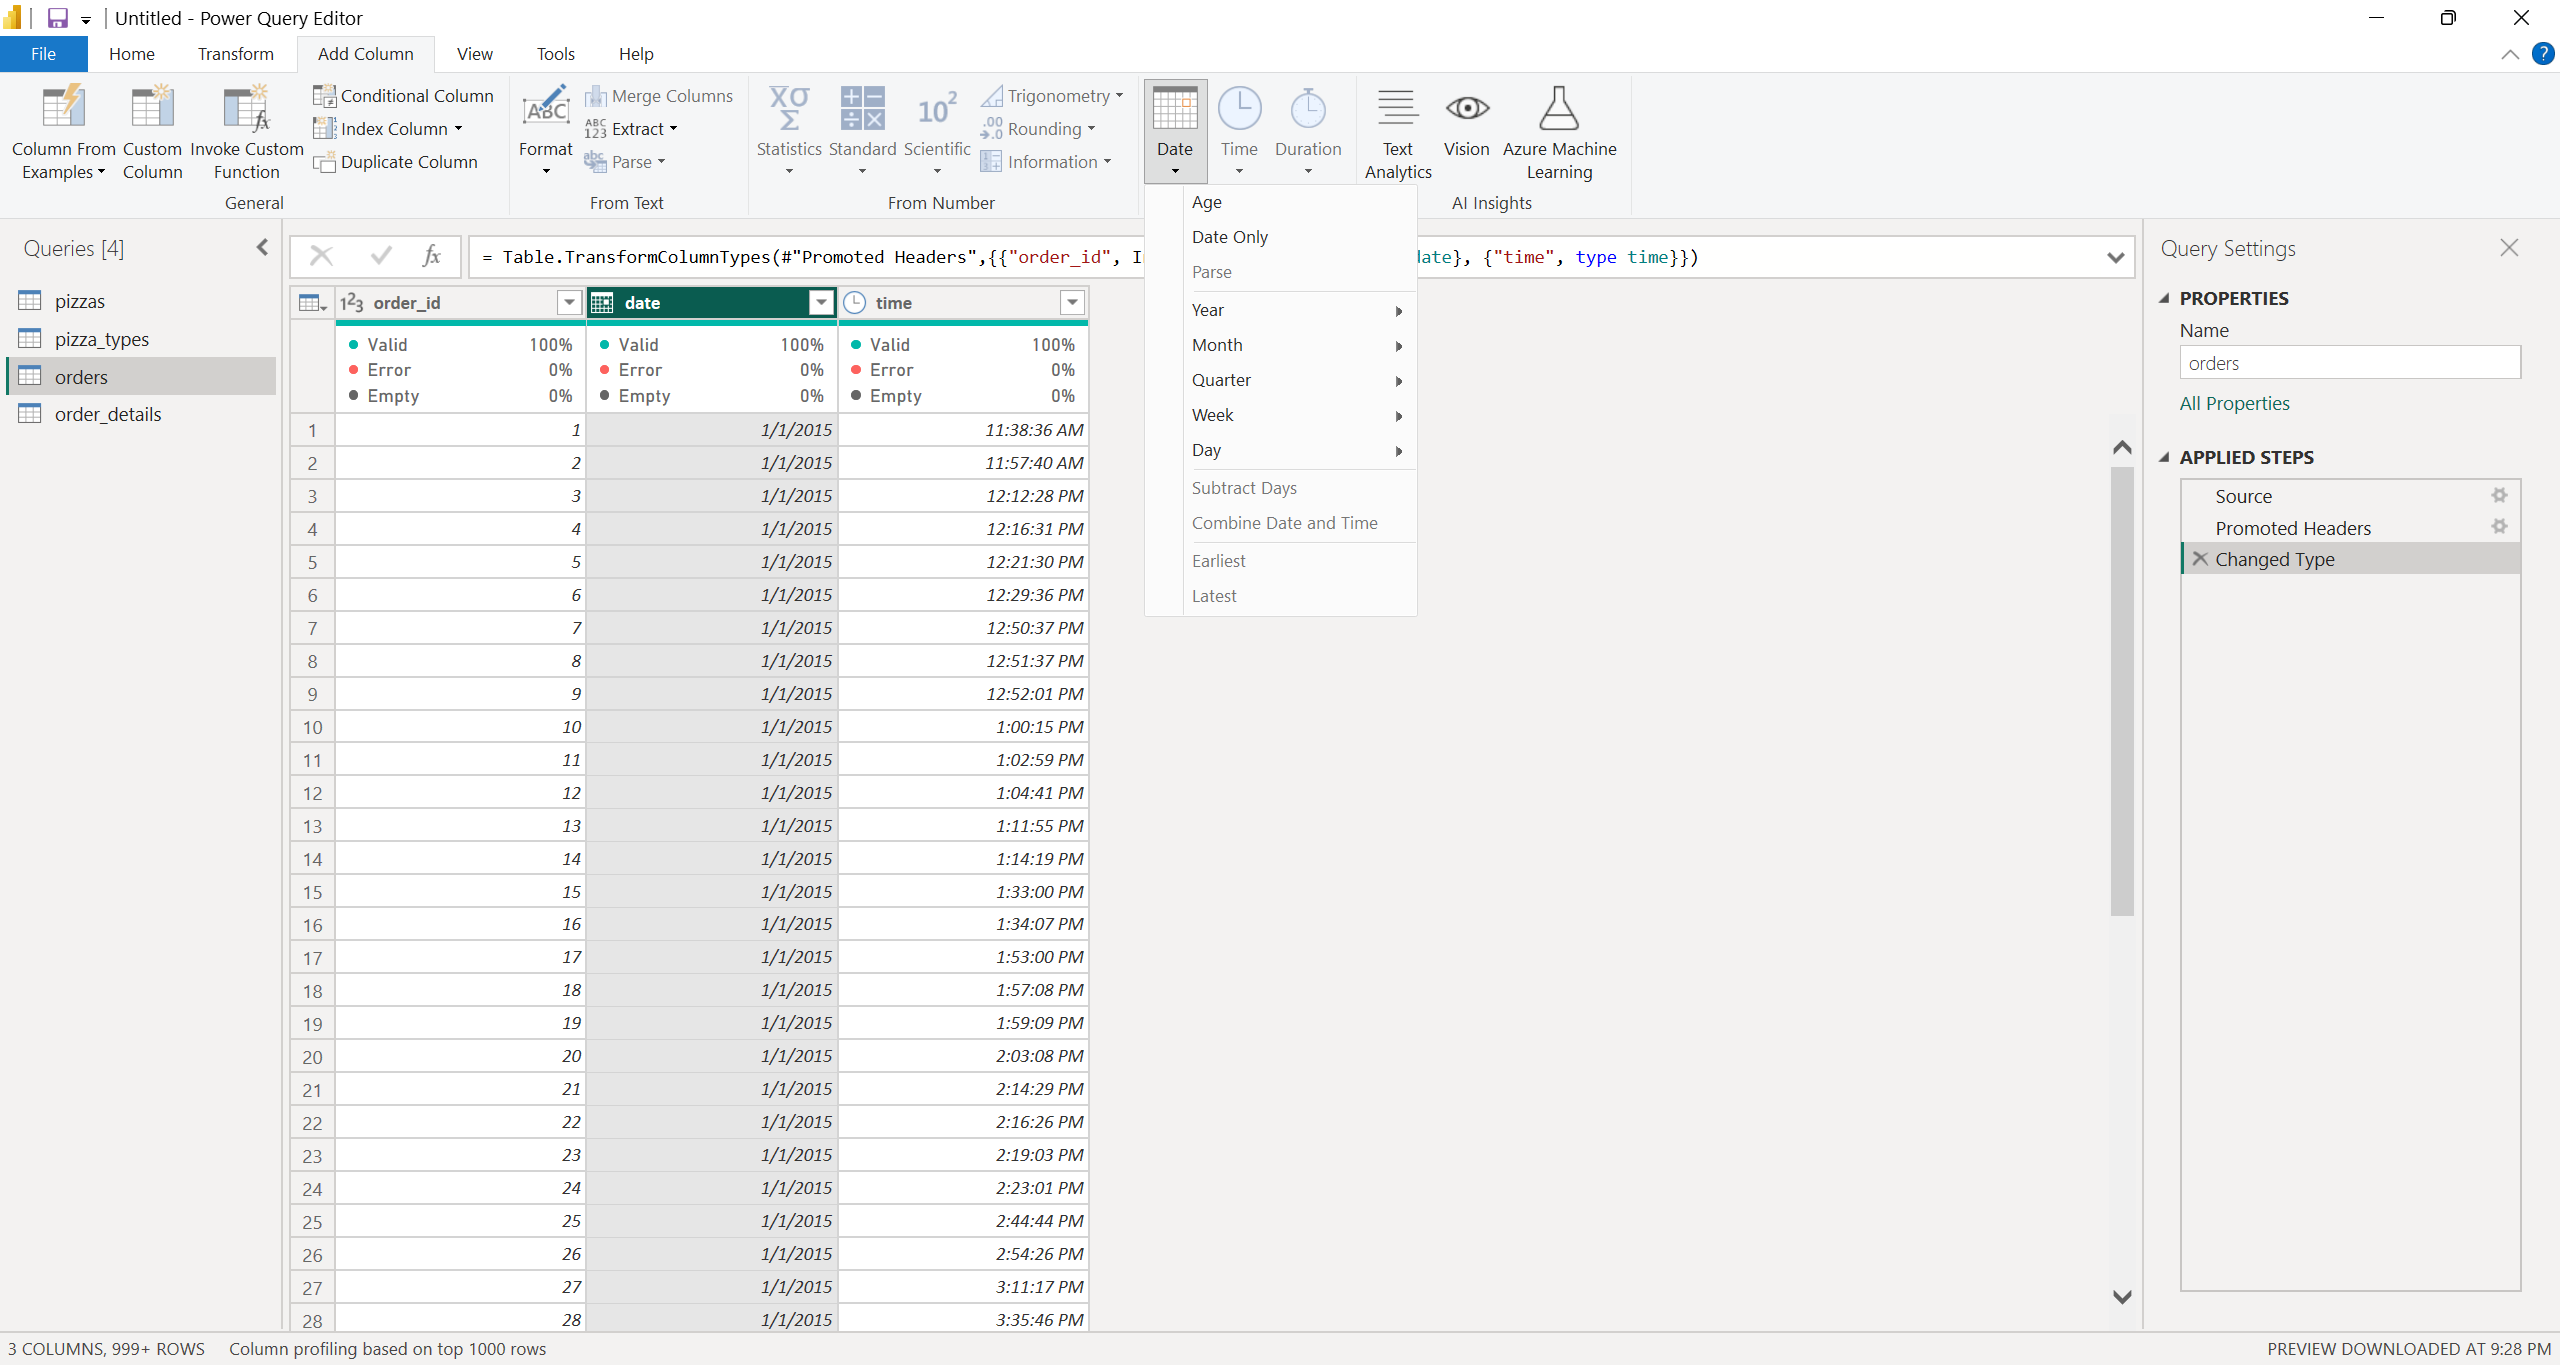 Untitled - Power Query Editor
File Home Transform Add Column View Tools Help
Column From Examples
Custom Column
Invoke Custom Function
Conditional Column
Index Column
Duplicate Column
General
Format
Merge Columns
Extract
Parse
From Text
Statistics
Standard
Scientific
Trigonometry
Rounding
Information
From Number
Date
Time
Duration
Text Analytics
Vision
Azure Machine Learning
AI Insights
Age
Date Only
Parse
Year
Month
Quarter
Week
Day
Subtract Days
Combine Date and Time
Earliest
Latest
Queries [4]
pizzas
pizza_types
orders
order_details
fx
= Table.TransformColumnTypes(#"Promoted Headers",{{"order_id", I
date}, {"time", type time}})
order_id date time
Valid 100% Valid 100% Valid 100%
Error 0% Error 0% Error 0%
Empty 0% Empty 0% Empty 0%
1 1 1/1/2015 11:38:36 AM
2 2 1/1/2015 11:57:40 AM
3 3 1/1/2015 12:12:28 PM
4 4 1/1/2015 12:16:31 PM
5 5 1/1/2015 12:21:30 PM
6 6 1/1/2015 12:29:36 PM
7 7 1/1/2015 12:50:37 PM
8 8 1/1/2015 12:51:37 PM
9 9 1/1/2015 12:52:01 PM
10 10 1/1/2015 1:00:15 PM
11 11 1/1/2015 1:02:59 PM
12 12 1/1/2015 1:04:41 PM
13 13 1/1/2015 1:11:55 PM
14 14 1/1/2015 1:14:19 PM
15 15 1/1/2015 1:33:00 PM
16 16 1/1/2015 1:34:07 PM
17 17 1/1/2015 1:53:00 PM
18 18 1/1/2015 1:57:08 PM
19 19 1/1/2015 1:59:09 PM
20 20 1/1/2015 2:03:08 PM
21 21 1/1/2015 2:14:29 PM
22 22 1/1/2015 2:16:26 PM
23 23 1/1/2015 2:19:03 PM
24 24 1/1/2015 2:23:01 PM
25 25 1/1/2015 2:44:44 PM
26 26 1/1/2015 2:54:26 PM
27 27 1/1/2015 3:11:17 PM
28 28 1/1/2015 3:35:46 PM
Query Settings
PROPERTIES
Name
orders
All Properties
APPLIED STEPS
Source
Promoted Headers
Changed Type
3 COLUMNS, 999+ ROWS Column profiling based on top 1000 rows
PREVIEW DOWNLOADED AT 9:28 PM